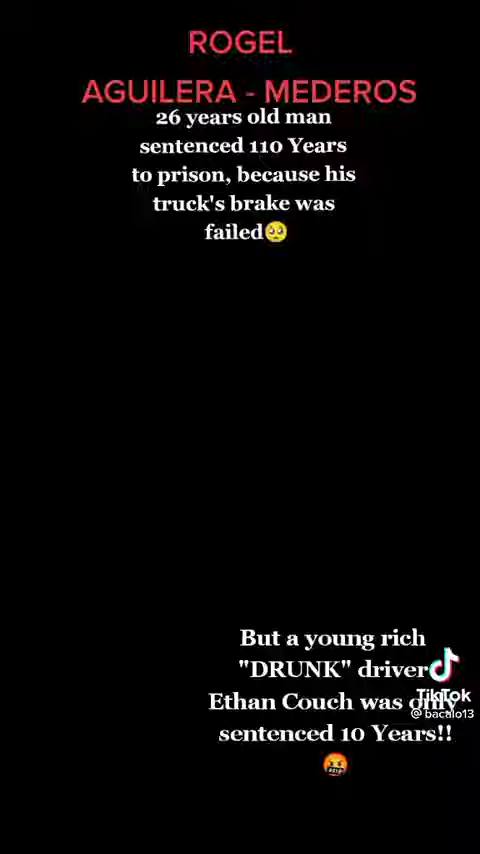 ROGEL
AGUILERA - MEDEROS
26 years old man
sentenced 110 Years
to prison, because his
truck's brake was
failed🥺
But a young rich
"DRUNK" driver
Ethan Couch was only
sentenced 10 Years!!
🤬
TikTok
@bacalo13